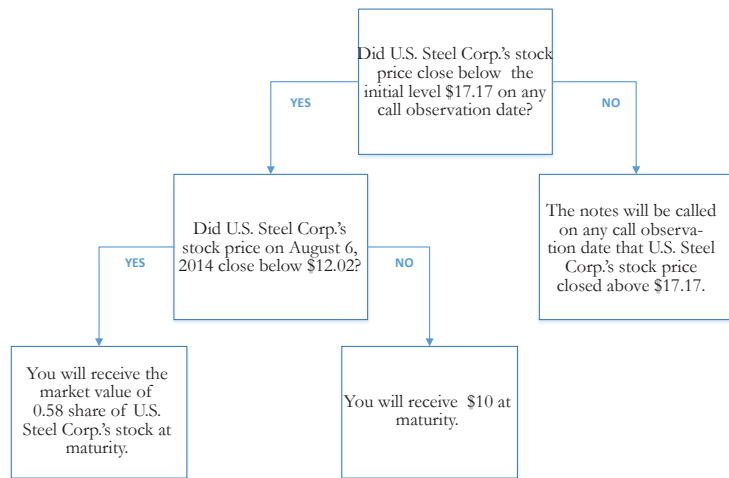 Did U.S. Steel Corp.'s stock
price close below the
initial level $17.17 on any
call observation date?
YES
NO
Did U.S. Steel Corp.'s
stock price on August 6,
2014 close below $12.02?
The notes will be called
on any call observa-
tion date that U.S. Steel
Corp.'s stock price
closed above $17.17.
YES
NO
You will receive the
market value of
0.58 share of U.S.
Steel Corp.'s stock at
maturity.
You will receive $10 at
maturity.